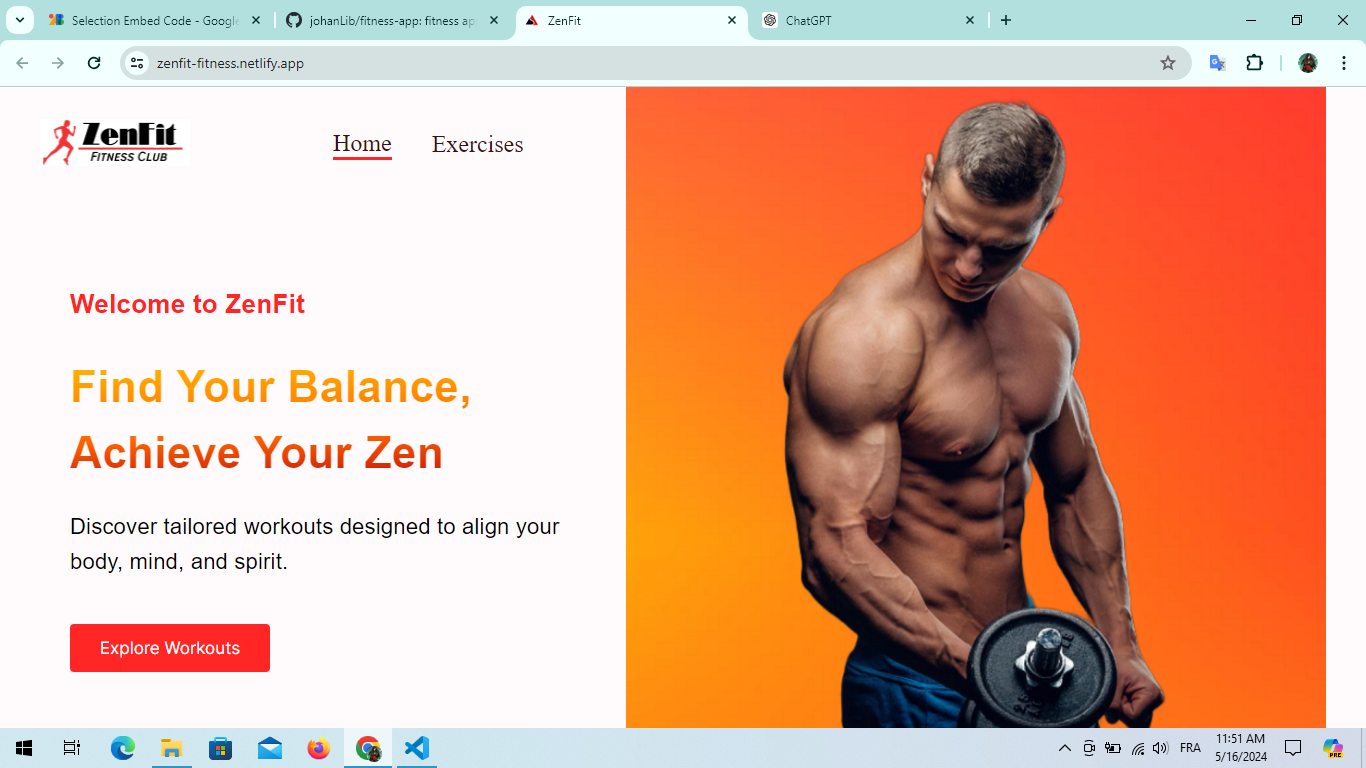 Selection Embed Code - Google
johanLib/fitness-app: fitness ap
ZenFit
ChatGPT
zenfit-fitness.netlify.app
ZenFit
FITNESS CLUB
Home
Exercises
Welcome to ZenFit
Find Your Balance,
Achieve Your Zen
Discover tailored workouts designed to align your
body, mind, and spirit.
Explore Workouts
FRA
11:51 AM
5/16/2024
PRE